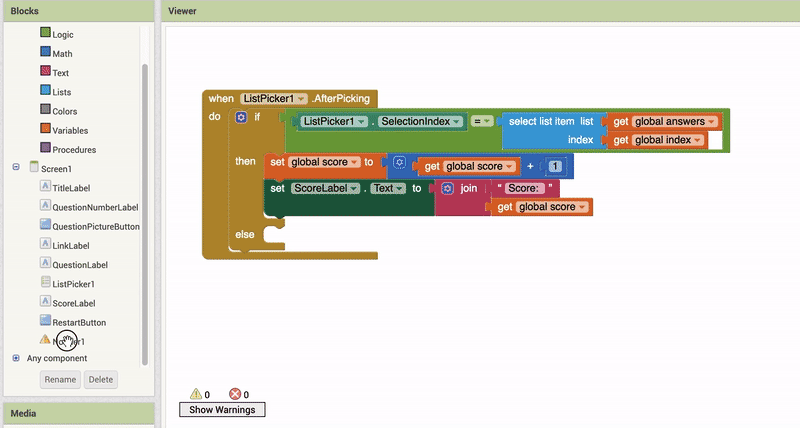 Blocks
Viewer
Logic
Math
Text
Lists
Colors
Variables
Procedures
Screen1
TitleLabel
QuestionNumberLabel
QuestionPictureButton
LinkLabel
QuestionLabel
ListPicker1
ScoreLabel
RestartButton
Any component
Rename Delete
Media
when ListPicker1 .AfterPicking
do if ListPicker1 . SelectionIndex = select list item list get global answers
index get global index
then set global score to get global score + 1
set ScoreLabel . Text to join " Score: "
get global score
else
0 0
Show Warnings